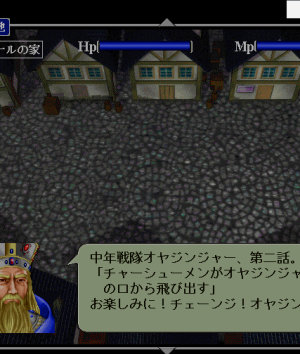 ールの家
Hp
Mp
中年戦隊オヤジンジャー、第二話。
「チャーシューメンがオヤジンジャ
の口から飛び出す」
お楽しみに！チェーンジ！オヤジン